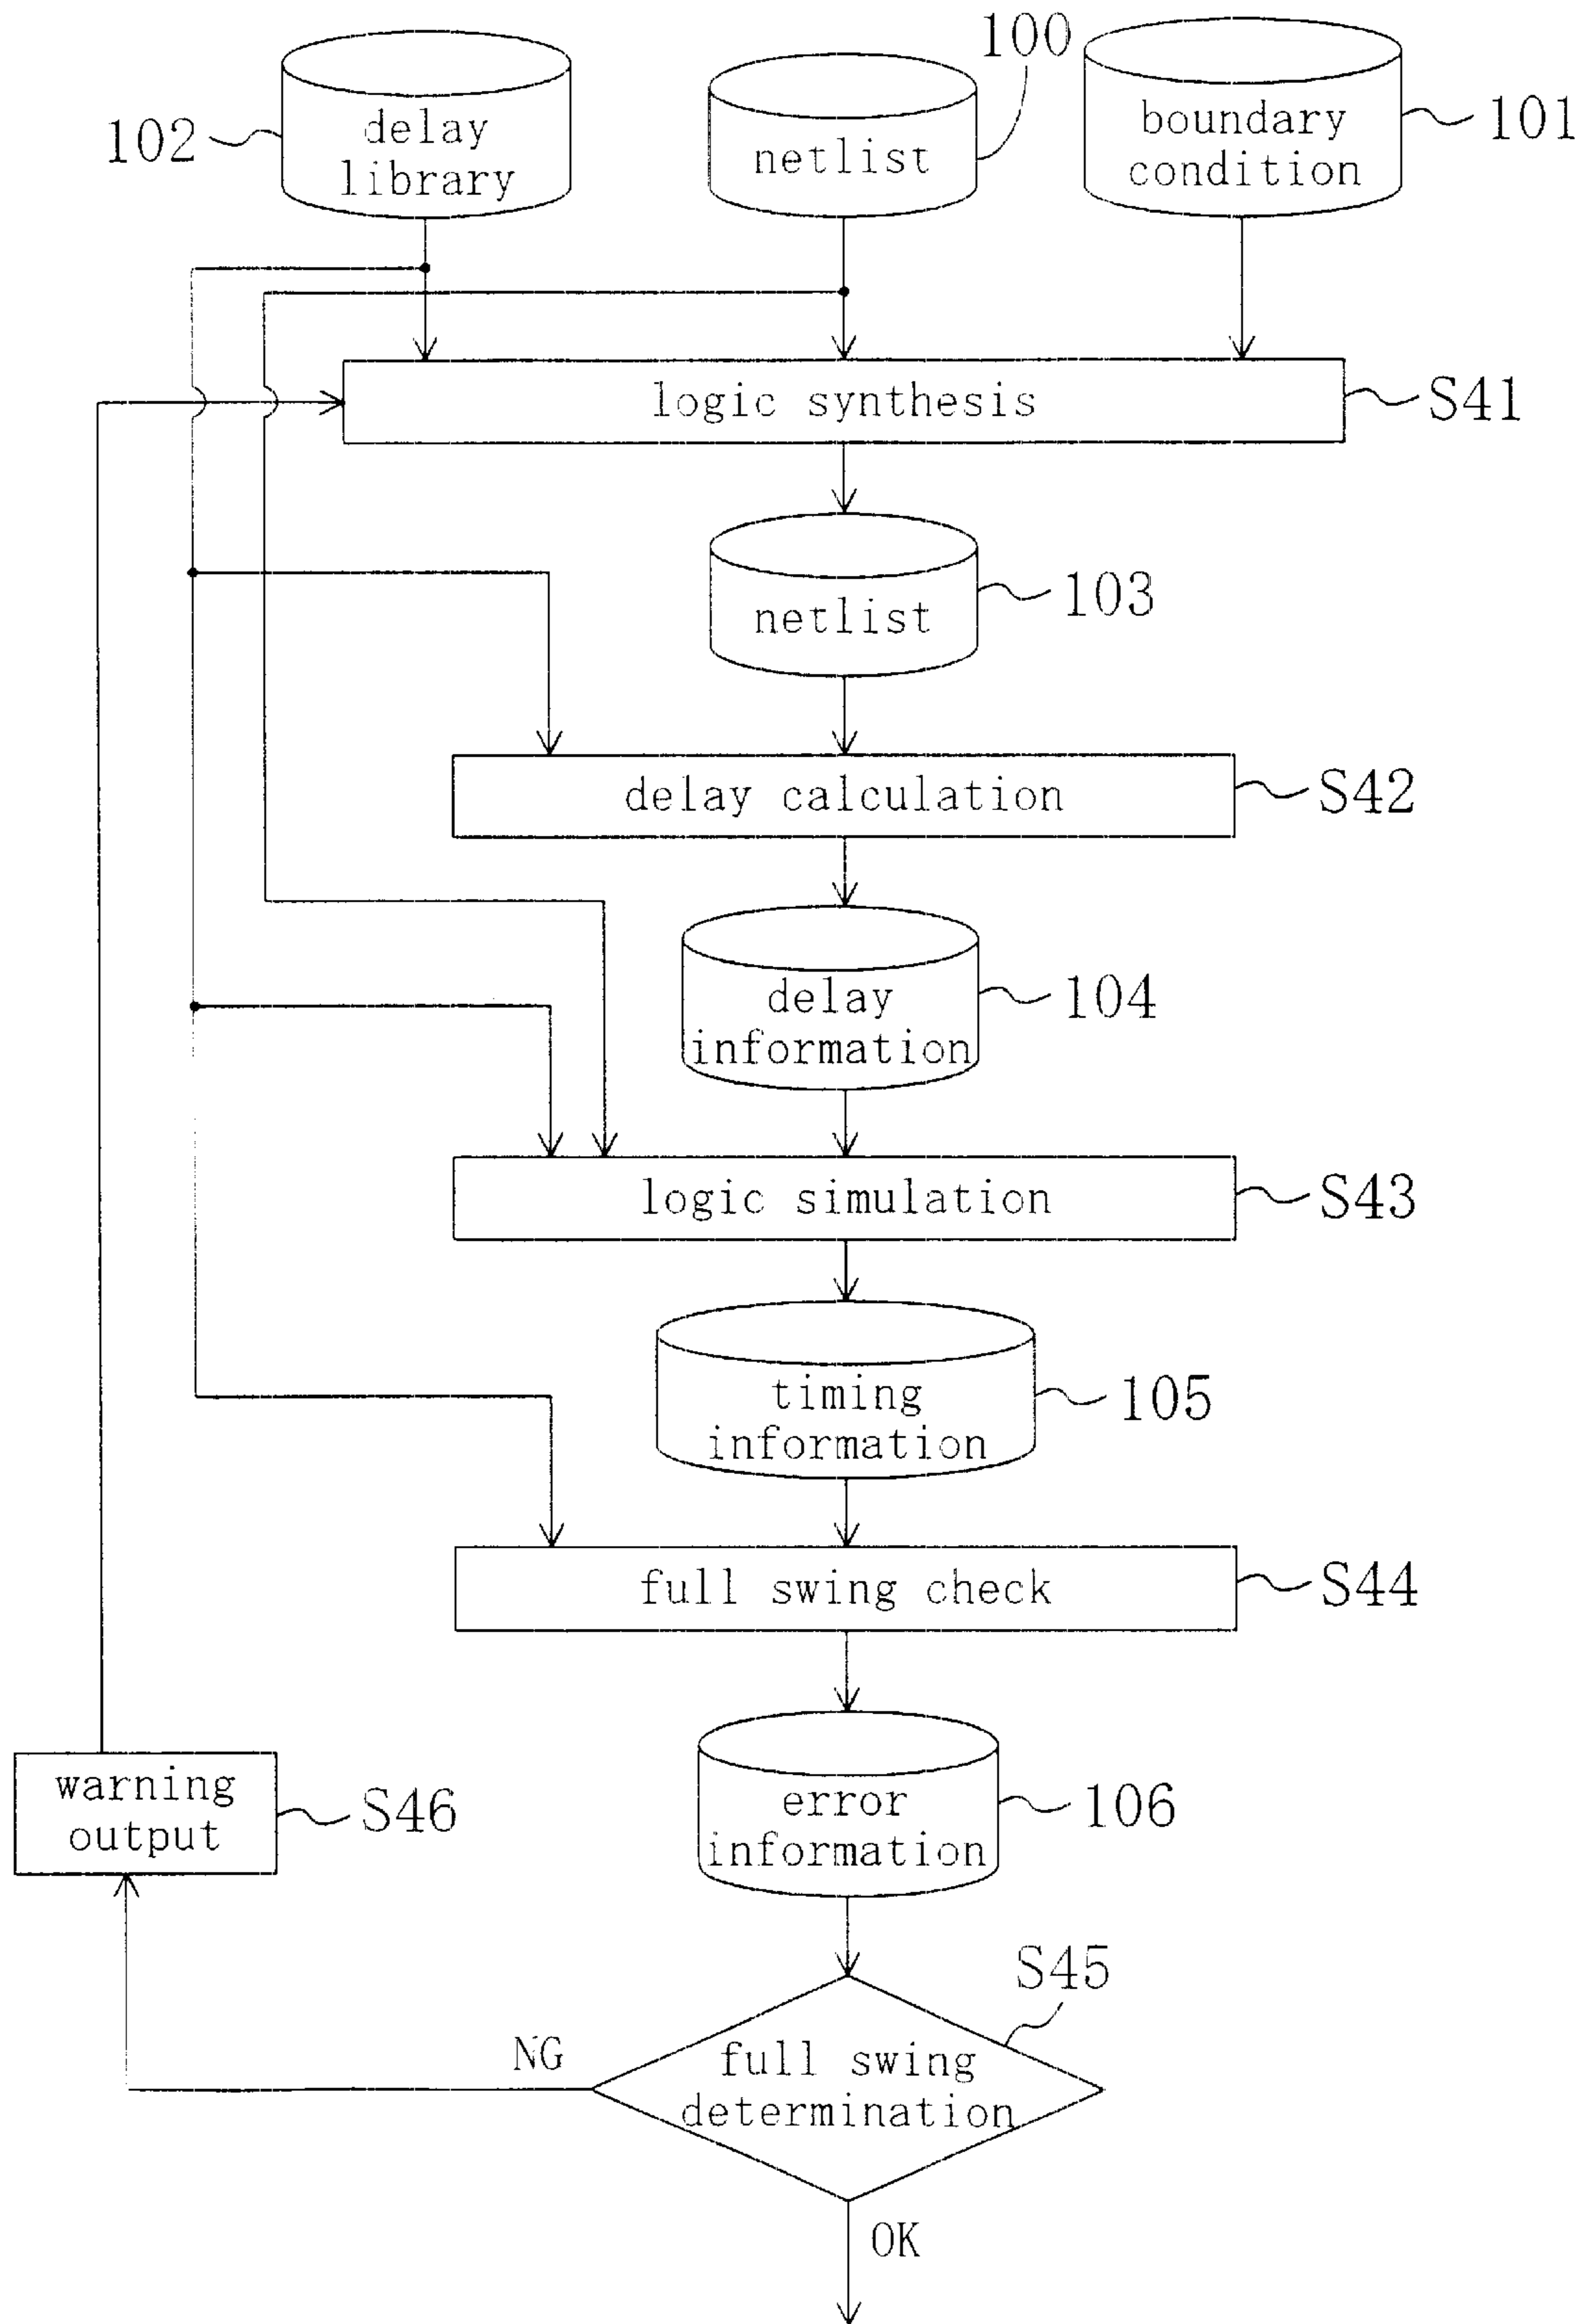 100
102
delay
library
netlist
boundary
condition
101
logic synthesis
S41
netlist
103
delay calculation
S42
delay
information
104
logic simulation
S43
timing
information
105
full swing check
S44
warning
output
S46
error
information
106
S45
NG
full swing
determination
OK